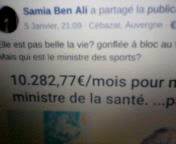 Samia Ben Ali a partagé la public
5 janvier, 21:09 · Cébazat, Auvergne ·
Elle est pas belle la vie? gonflée à bloc au
Mais qui est le ministre des sports?
10.282,77€/mois pour n
ministre de la santé. ...p